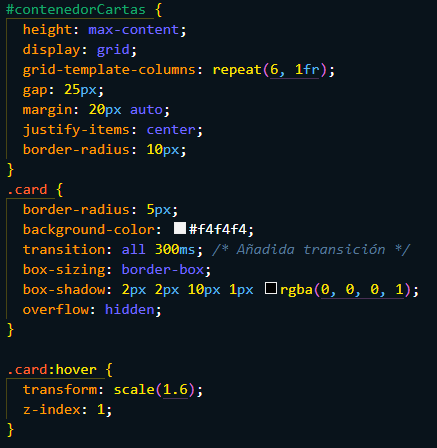 #contenedorCartas {
height: max-content;
display: grid;
grid-template-columns: repeat(6, 1fr);
gap: 25px;
margin: 20px auto;
justify-items: center;
border-radius: 10px;
}
.card {
border-radius: 5px;
background-color: #f4f4f4;
transition: all 300ms; /* Añadida transición */
box-sizing: border-box;
box-shadow: 2px 2px 10px 1px rgba(0, 0, 0, 1);
overflow: hidden;
}
.card:hover {
transform: scale(1.6);
z-index: 1;
}